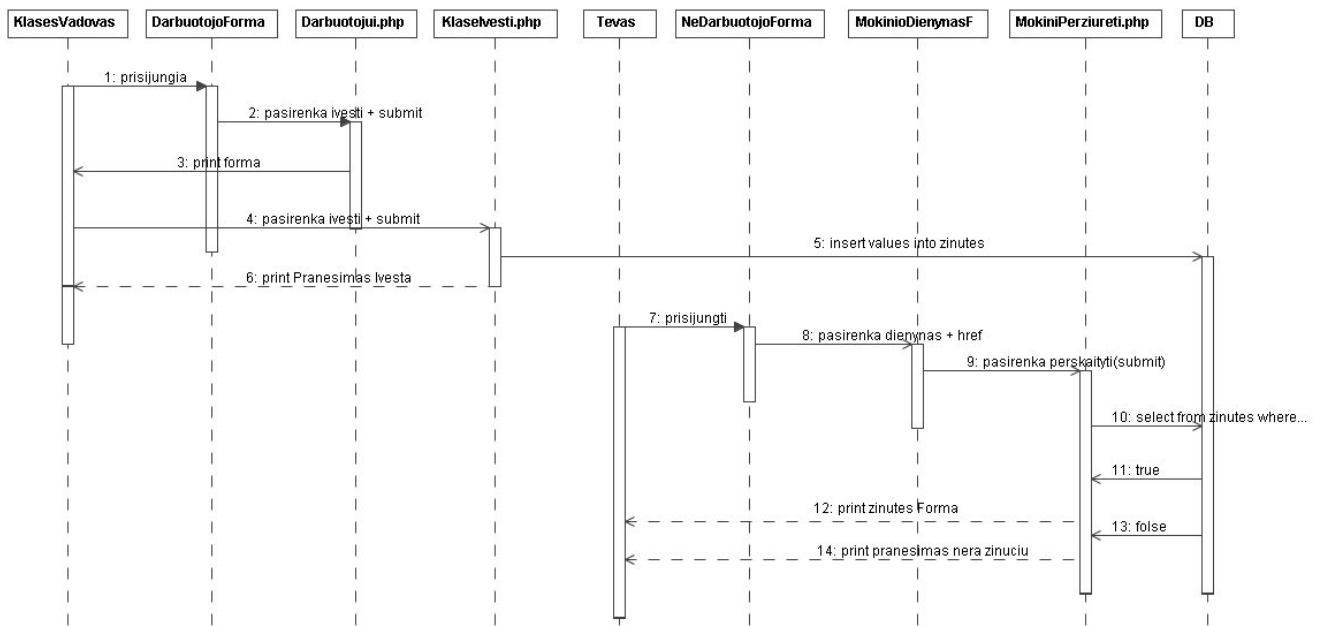 KlasesVadovas
DarbuotojoForma
Darbuotojui.php
KlaseIvesti.php
Tevas
NeDarbuotojoForma
MokinioDienynasF
MokiniPerziureti.php
DB
1: prisijungia
2: pasirenka ivesti + submit
3: print forma
4: pasirenka ivesti + submit
5: insert values into zinutes
6: print Pranesimas Ivesta
7: prisijungti
8: pasirenka dienynas + href
9: pasirenka perskaityti(submit)
10: select from zinutes where...
11: true
12: print zinutes Forma
13: folse
14: print pranesimas nera zinuciu